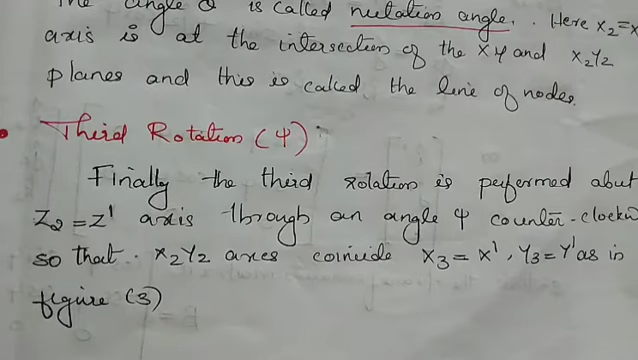 The angle θ is called nutation angle. Here x₂=x
axis is at the intersection of the XY and x₂Y₂
planes and this is called the line of nodes.
• Third Rotation (Ψ):
Finally the third rotation is performed about
Z₂ = Z' axis through an angle Ψ counter-clockw
so that x₂Y₂ axes coincide X₃ = X', Y₃ = Y' as in
figure (3)